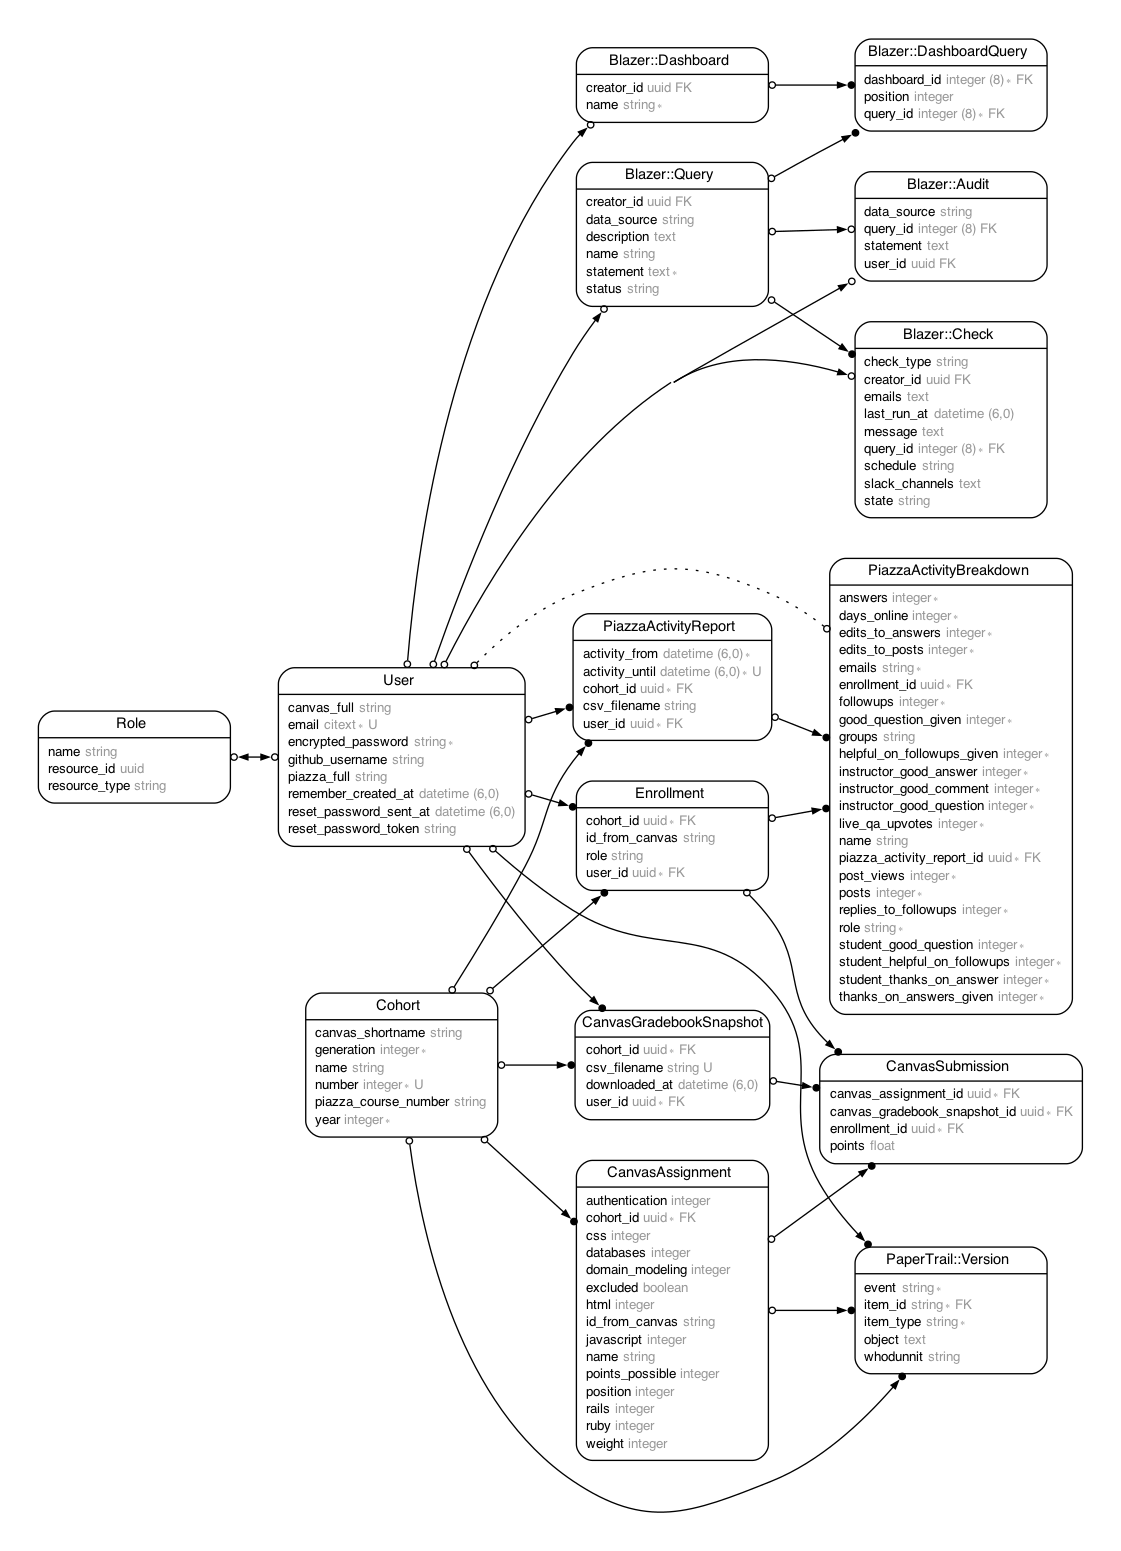 Blazer::Dashboard
creator_id uuid FK
name string∗
Blazer::DashboardQuery
dashboard_id integer (8)∗ FK
position integer
query_id integer (8)∗ FK
Blazer::Query
creator_id uuid FK
data_source string
description text
name string
statement text∗
status string
Blazer::Audit
data_source string
query_id integer (8) FK
statement text
user_id uuid FK
Blazer::Check
check_type string
creator_id uuid FK
emails text
last_run_at datetime (6,0)
message text
query_id integer (8)∗ FK
schedule string
slack_channels text
state string
PiazzaActivityBreakdown
answers integer∗
days_online integer∗
edits_to_answers integer∗
edits_to_posts integer∗
emails string∗
enrollment_id uuid∗ FK
followups integer∗
good_question_given integer∗
groups string
helpful_on_followups_given integer∗
instructor_good_answer integer∗
instructor_good_comment integer∗
instructor_good_question integer∗
live_qa_upvotes integer∗
name string
piazza_activity_report_id uuid∗ FK
post_views integer∗
posts integer∗
replies_to_followups integer∗
role string∗
student_good_question integer∗
student_helpful_on_followups integer∗
student_thanks_on_answer integer∗
thanks_on_answers_given integer∗
PiazzaActivityReport
activity_from datetime (6,0)∗
activity_until datetime (6,0)∗ U
cohort_id uuid∗ FK
csv_filename string
user_id uuid∗ FK
User
canvas_full string
email citext∗ U
encrypted_password string∗
github_username string
piazza_full string
remember_created_at datetime (6,0)
reset_password_sent_at datetime (6,0)
reset_password_token string
Role
name string
resource_id uuid
resource_type string
Enrollment
cohort_id uuid∗ FK
id_from_canvas string
role string
user_id uuid∗ FK
Cohort
canvas_shortname string
generation integer∗
name string
number integer∗ U
piazza_course_number string
year integer∗
CanvasGradebookSnapshot
cohort_id uuid∗ FK
csv_filename string U
downloaded_at datetime (6,0)
user_id uuid∗ FK
CanvasSubmission
canvas_assignment_id uuid∗ FK
canvas_gradebook_snapshot_id uuid∗ FK
enrollment_id uuid∗ FK
points float
CanvasAssignment
authentication integer
cohort_id uuid∗ FK
css integer
databases integer
domain_modeling integer
excluded boolean
html integer
id_from_canvas string
javascript integer
name string
points_possible integer
position integer
rails integer
ruby integer
weight integer
PaperTrail::Version
event string∗
item_id string∗ FK
item_type string∗
object text
whodunnit string